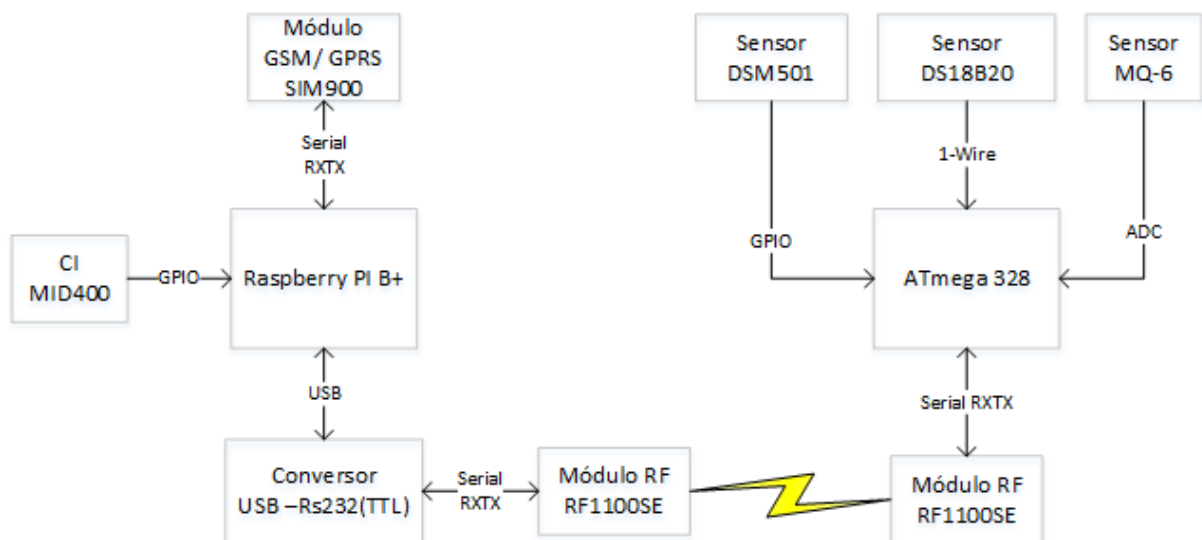 Módulo
GSM/ GPRS
SIM900
Sensor
DSM501
Sensor
DS18B20
Sensor
MQ-6
Serial
RXTX
1-Wire
GPIO
ADC
CI
MID400
GPIO
Raspberry PI B+
ATmega 328
USB
Serial RXTX
Conversor
USB –Rs232(TTL)
Serial
RXTX
Módulo RF
RF1100SE
Módulo RF
RF1100SE